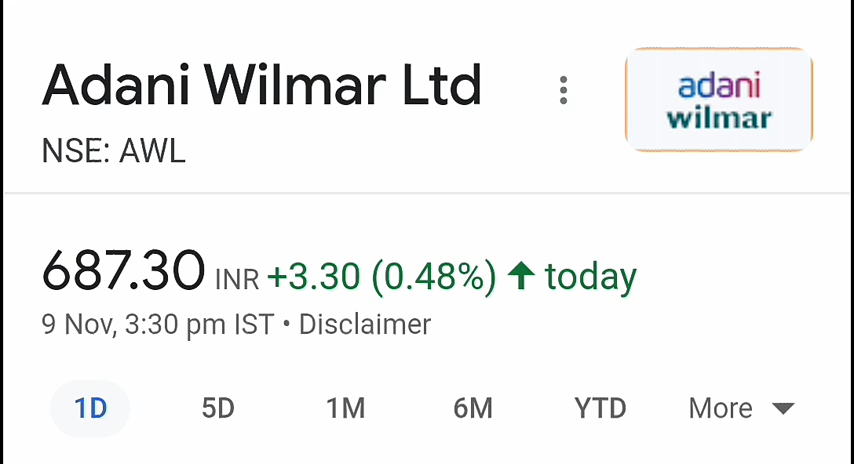 Adani Wilmar Ltd
adani
wilmar
NSE: AWL
687.30 INR +3.30 (0.48%) ↑ today
9 Nov, 3:30 pm IST • Disclaimer
1D 5D 1M 6M YTD More